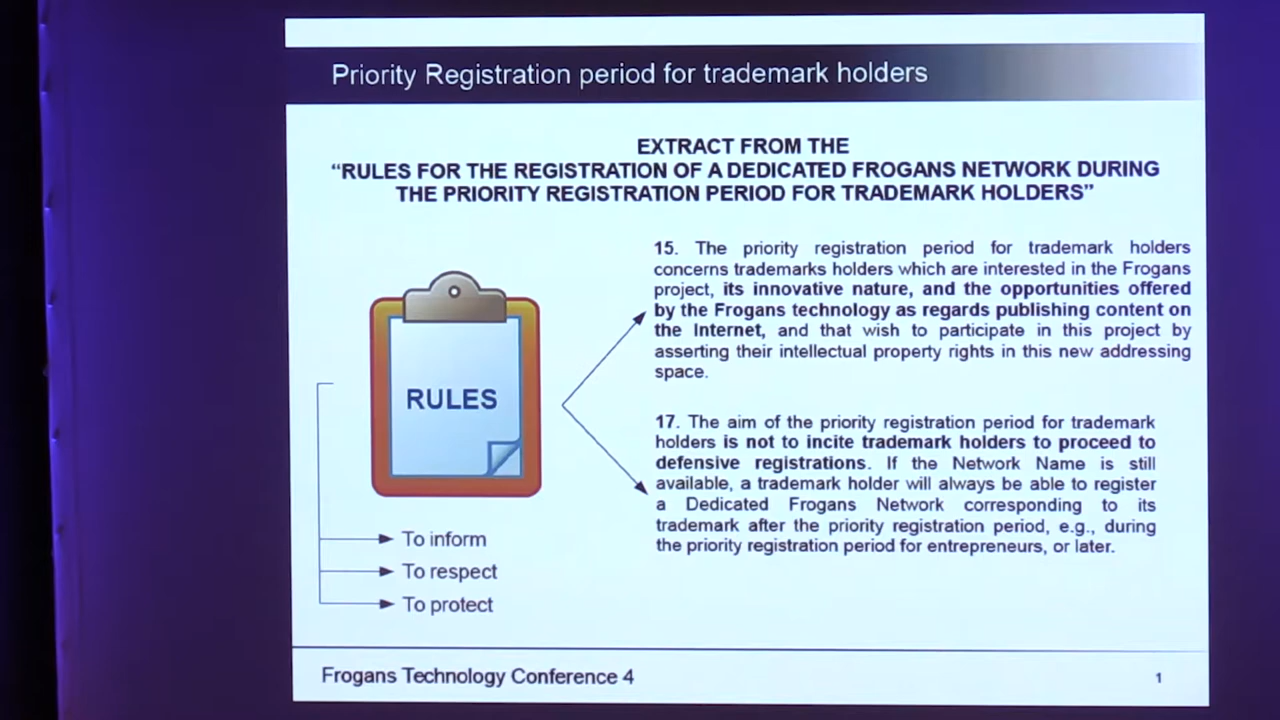 Priority Registration period for trademark holders
EXTRACT FROM THE
“RULES FOR THE REGISTRATION OF A DEDICATED FROGANS NETWORK DURING
THE PRIORITY REGISTRATION PERIOD FOR TRADEMARK HOLDERS”
15. The priority registration period for trademark holders
concerns trademarks holders which are interested in the Frogans
project, its innovative nature, and the opportunities offered
by the Frogans technology as regards publishing content on
the Internet, and that wish to participate in this project by
asserting their intellectual property rights in this new addressing
space.
RULES
17. The aim of the priority registration period for trademark
holders is not to incite trademark holders to proceed to
defensive registrations. If the Network Name is still
available, a trademark holder will always be able to register
a Dedicated Frogans Network corresponding to its
trademark after the priority registration period, e.g., during
the priority registration period for entrepreneurs, or later.
To inform
To respect
To protect
Frogans Technology Conference 4
1